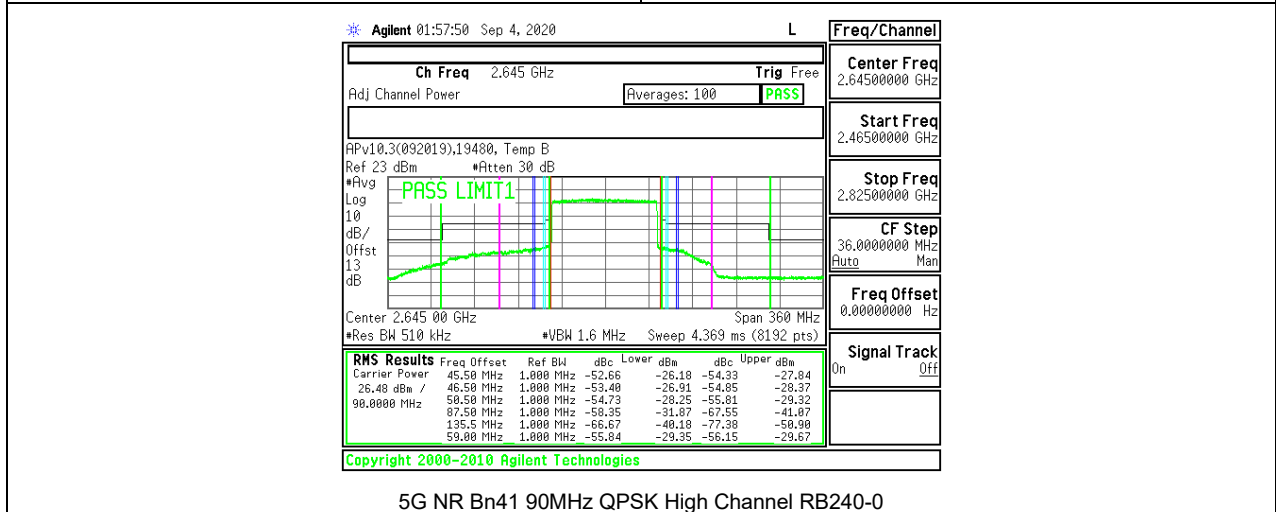 Agilent 01:57:50 Sep 4, 2020 L Freq/Channel
Ch Freq 2.645 GHz Trig Free
Adj Channel Power Averages: 100 PASS
APv10.3(092019),19480, Temp B
Ref 23 dBm #Atten 30 dB
#Avg
Log
10
dB/
Offst
13
dB
PASS LIMIT1
Center 2.645 00 GHz Span 360 MHz
#Res BW 510 kHz #VBW 1.6 MHz Sweep 4.369 ms (8192 pts)
RMS Results Freq Offset Ref BW dBc Lower dBm dBc Upper dBm
Carrier Power 45.50 MHz 1.000 MHz -52.66 -26.18 -54.33 -27.84
26.48 dBm / 46.50 MHz 1.000 MHz -53.40 -26.91 -54.85 -28.37
90.0000 MHz 50.50 MHz 1.000 MHz -54.73 -28.25 -55.81 -29.32
87.50 MHz 1.000 MHz -58.35 -31.87 -67.55 -41.07
135.5 MHz 1.000 MHz -66.67 -40.18 -77.38 -50.90
59.00 MHz 1.000 MHz -55.84 -29.35 -56.15 -29.67
Copyright 2000-2010 Agilent Technologies
Center Freq
2.64500000 GHz
Start Freq
2.46500000 GHz
Stop Freq
2.82500000 GHz
CF Step
36.0000000 MHz
Auto Man
Freq Offset
0.00000000 Hz
Signal Track
On Off
5G NR Bn41 90MHz QPSK High Channel RB240-0